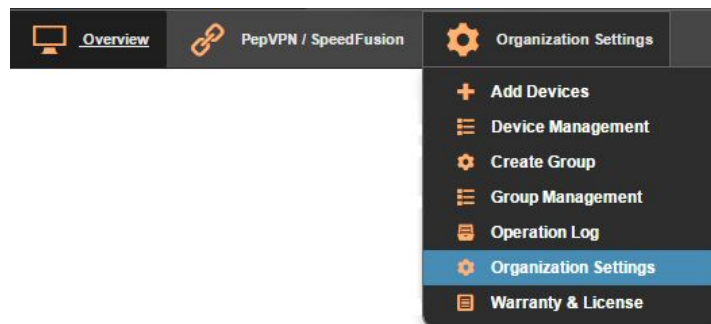 Overview
PepVPN / SpeedFusion
Organization Settings
Add Devices
Device Management
Create Group
Group Management
Operation Log
Organization Settings
Warranty & License